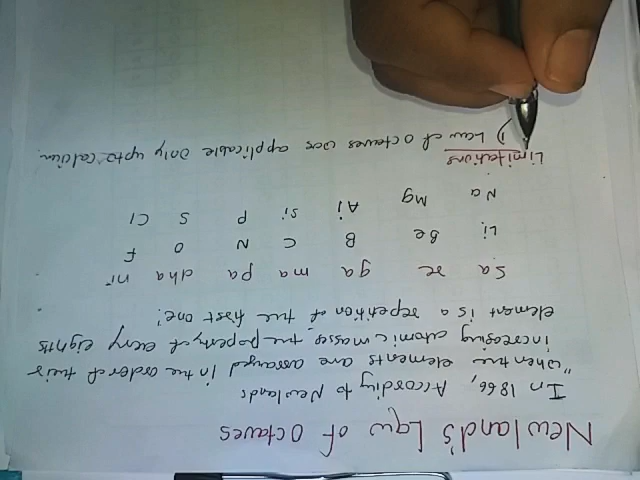 Newland's Law of Octaves
In 1866, According to Newlands
"when the elements are arranged in the order of their
increasing atomic masses, the property of every eights
element is a repetition of the first one".
Sa re ga ma pa dha ni
Li Be B C N O F
Na Mg Al Si P S Cl
Limitations
1) Law of Octaves was applicable only upto calcium.